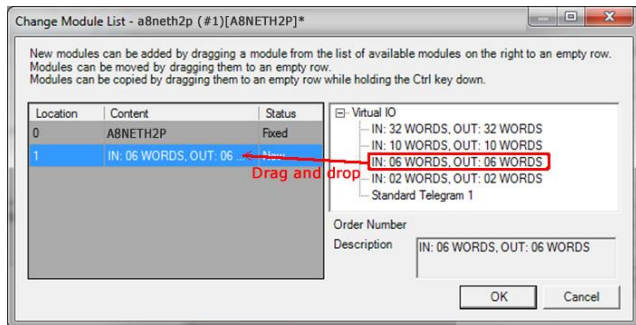 Change Module List - a8neth2p (#1)[A8NETH2P]*
New modules can be added by dragging a module from the list of available modules on the right to an empty row.
Modules can be moved by dragging them to an empty row.
Modules can be copied by dragging them to an empty row while holding the Ctrl key down.
Location Content Status
0 A8NETH2P Fixed
1 IN: 06 WORDS, OUT: 06 ... New
Drag and drop
Virtual IO
IN: 32 WORDS, OUT: 32 WORDS
IN: 10 WORDS, OUT: 10 WORDS
IN: 06 WORDS, OUT: 06 WORDS
IN: 02 WORDS, OUT: 02 WORDS
Standard Telegram 1
Order Number
Description IN: 06 WORDS, OUT: 06 WORDS
OK Cancel